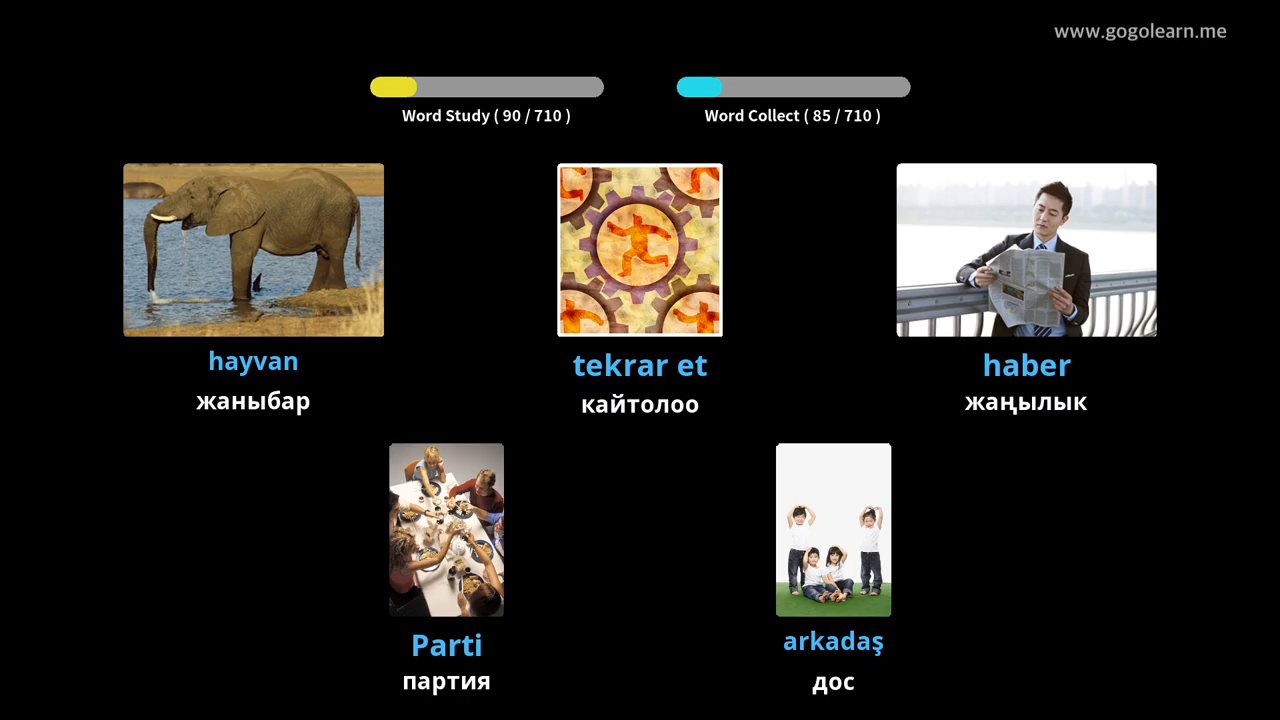 www.gogolearn.me
Word Study ( 90 / 710 )
Word Collect ( 85 / 710 )
hayvan
жаныбар
tekrar et
кайтолоо
haber
жаңылык
Parti
партия
arkadaş
дос